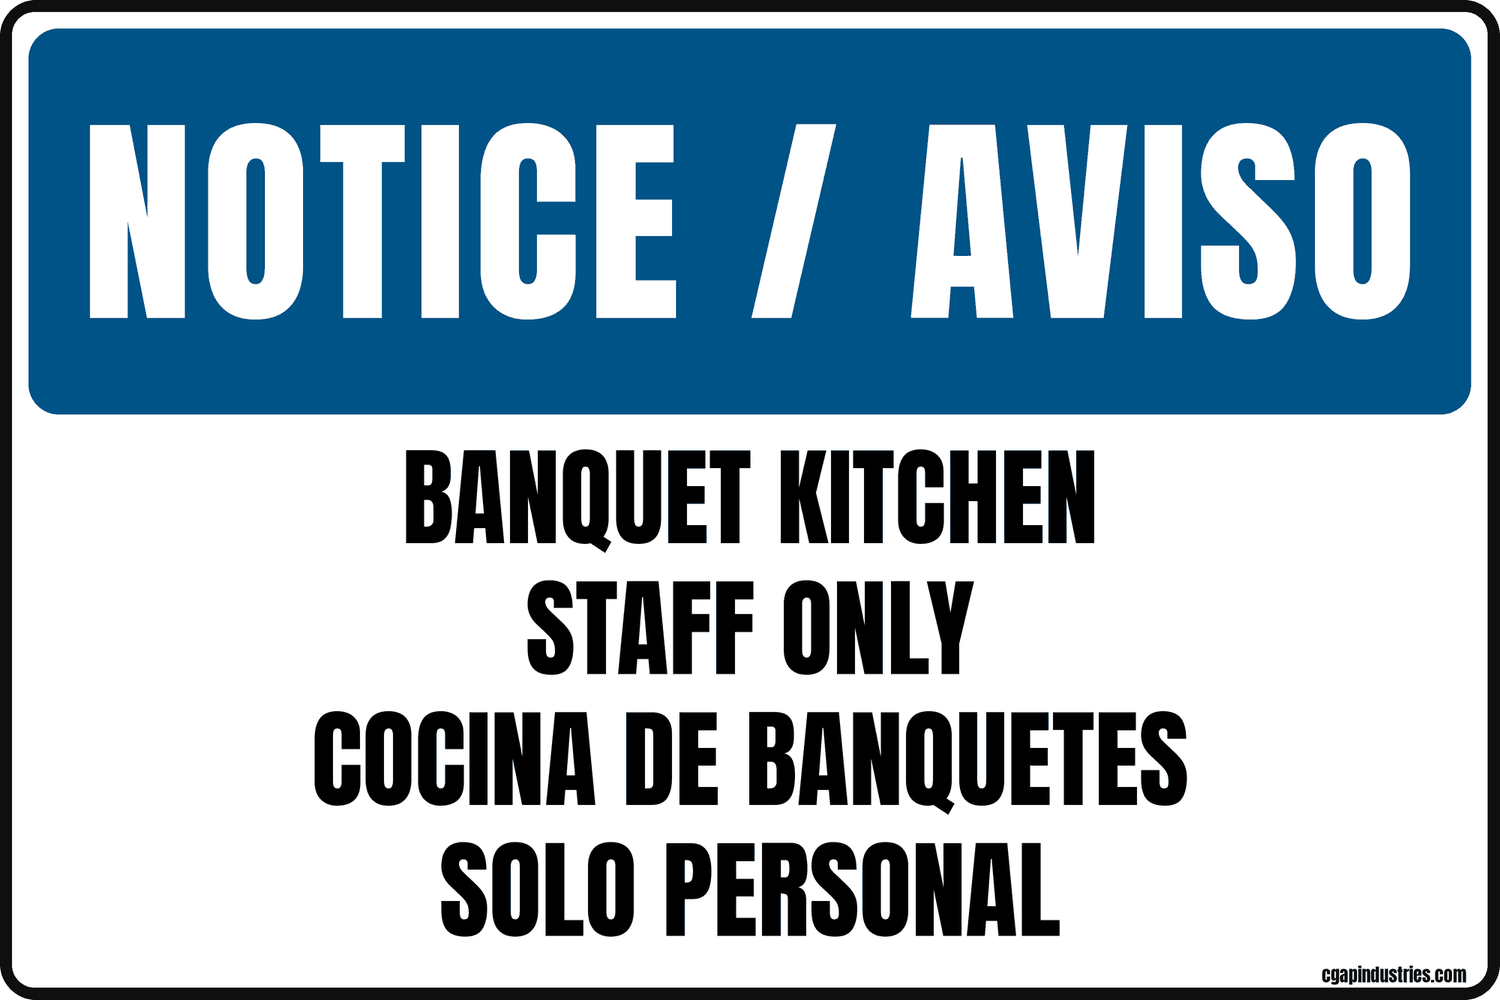 NOTICE / AVISO
BANQUET KITCHEN
STAFF ONLY
COCINA DE BANQUETES
SOLO PERSONAL
cgapindustries.com